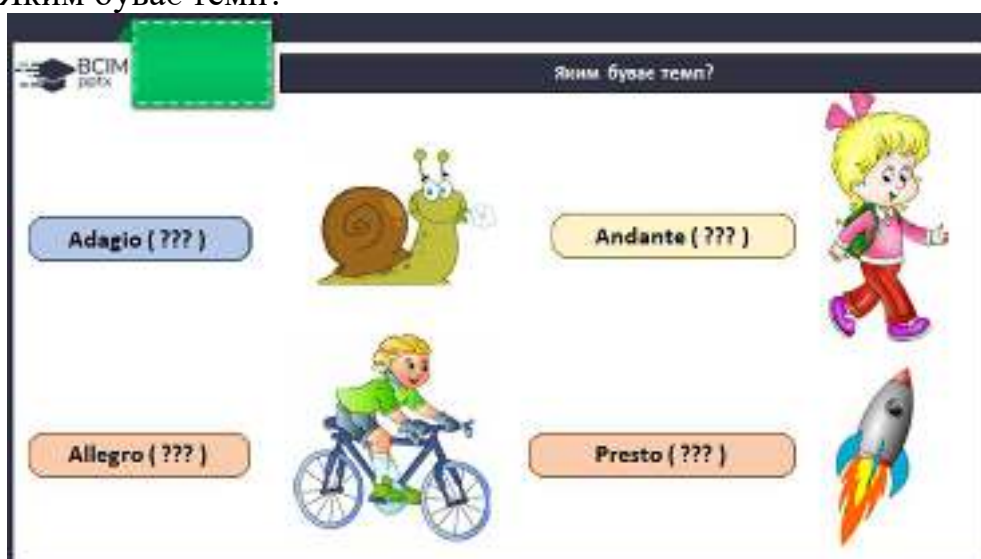 Яким буває темп?
ВСІМ
pptx
Яким буває темп?
Adagio ( ??? )
Andante ( ??? )
Allegro ( ??? )
Presto ( ??? )